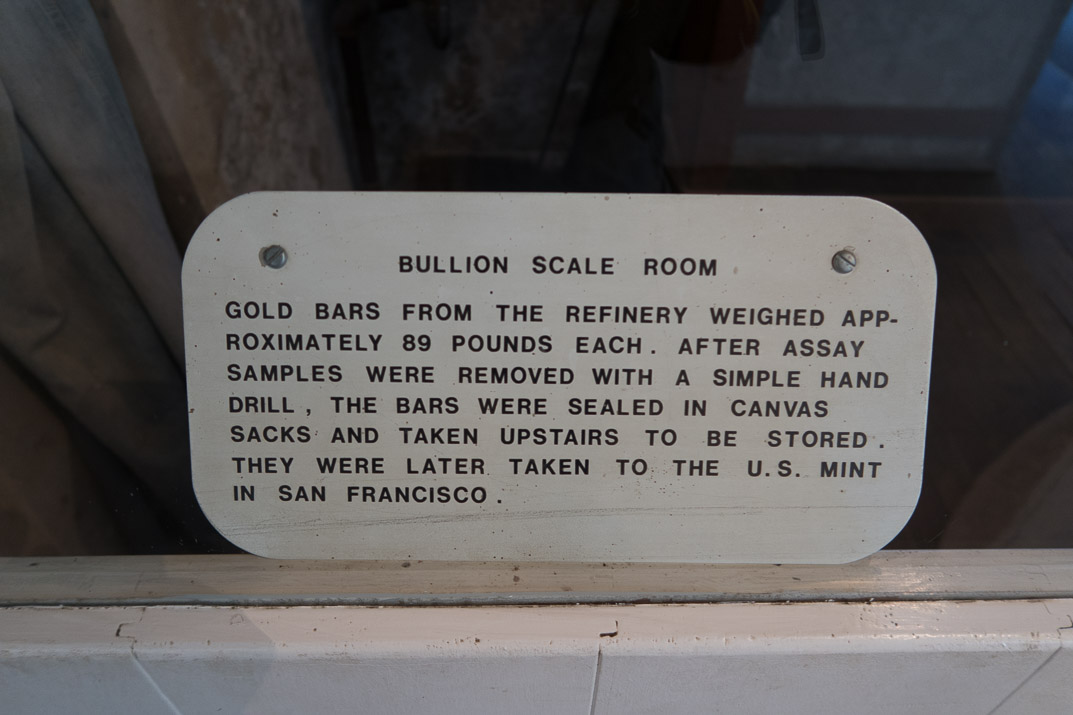 BULLION SCALE ROOM
GOLD BARS FROM THE REFINERY WEIGHED APP-
ROXIMATELY 89 POUNDS EACH. AFTER ASSAY
SAMPLES WERE REMOVED WITH A SIMPLE HAND
DRILL, THE BARS WERE SEALED IN CANVAS
SACKS AND TAKEN UPSTAIRS TO BE STORED.
THEY WERE LATER TAKEN TO THE U.S. MINT
IN SAN FRANCISCO.